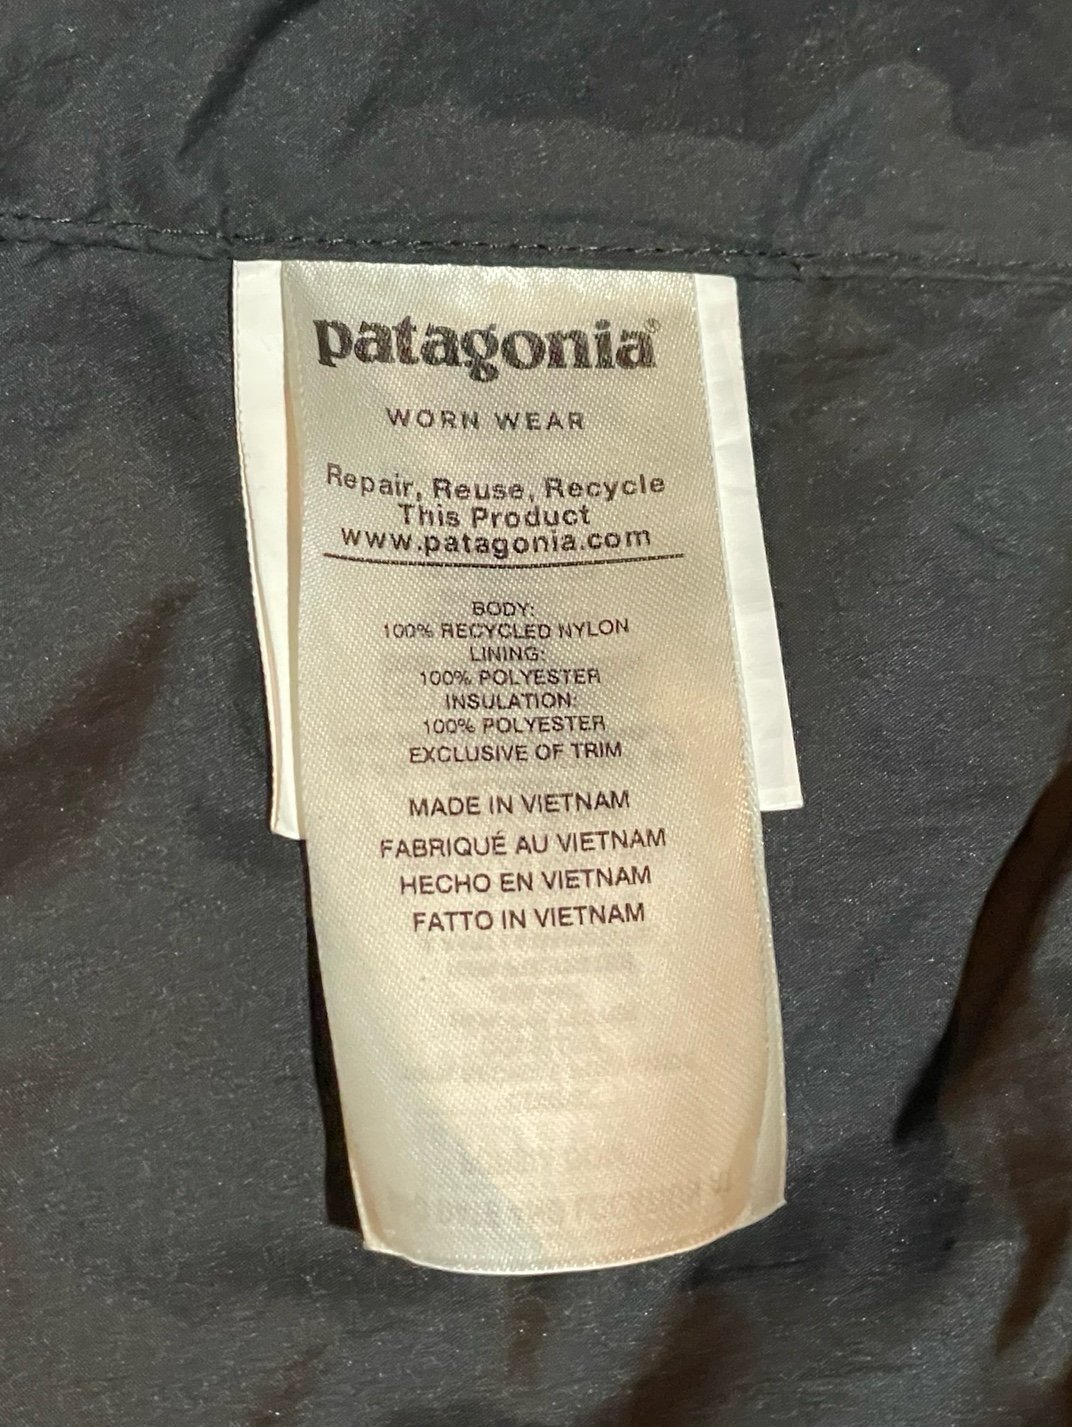 patagonia®
WORN WEAR
Repair, Reuse, Recycle
This Product
www.patagonia.com
BODY:
100% RECYCLED NYLON
LINING:
100% POLYESTER
INSULATION:
100% POLYESTER
EXCLUSIVE OF TRIM
MADE IN VIETNAM
FABRIQUÉ AU VIETNAM
HECHO EN VIETNAM
FATTO IN VIETNAM